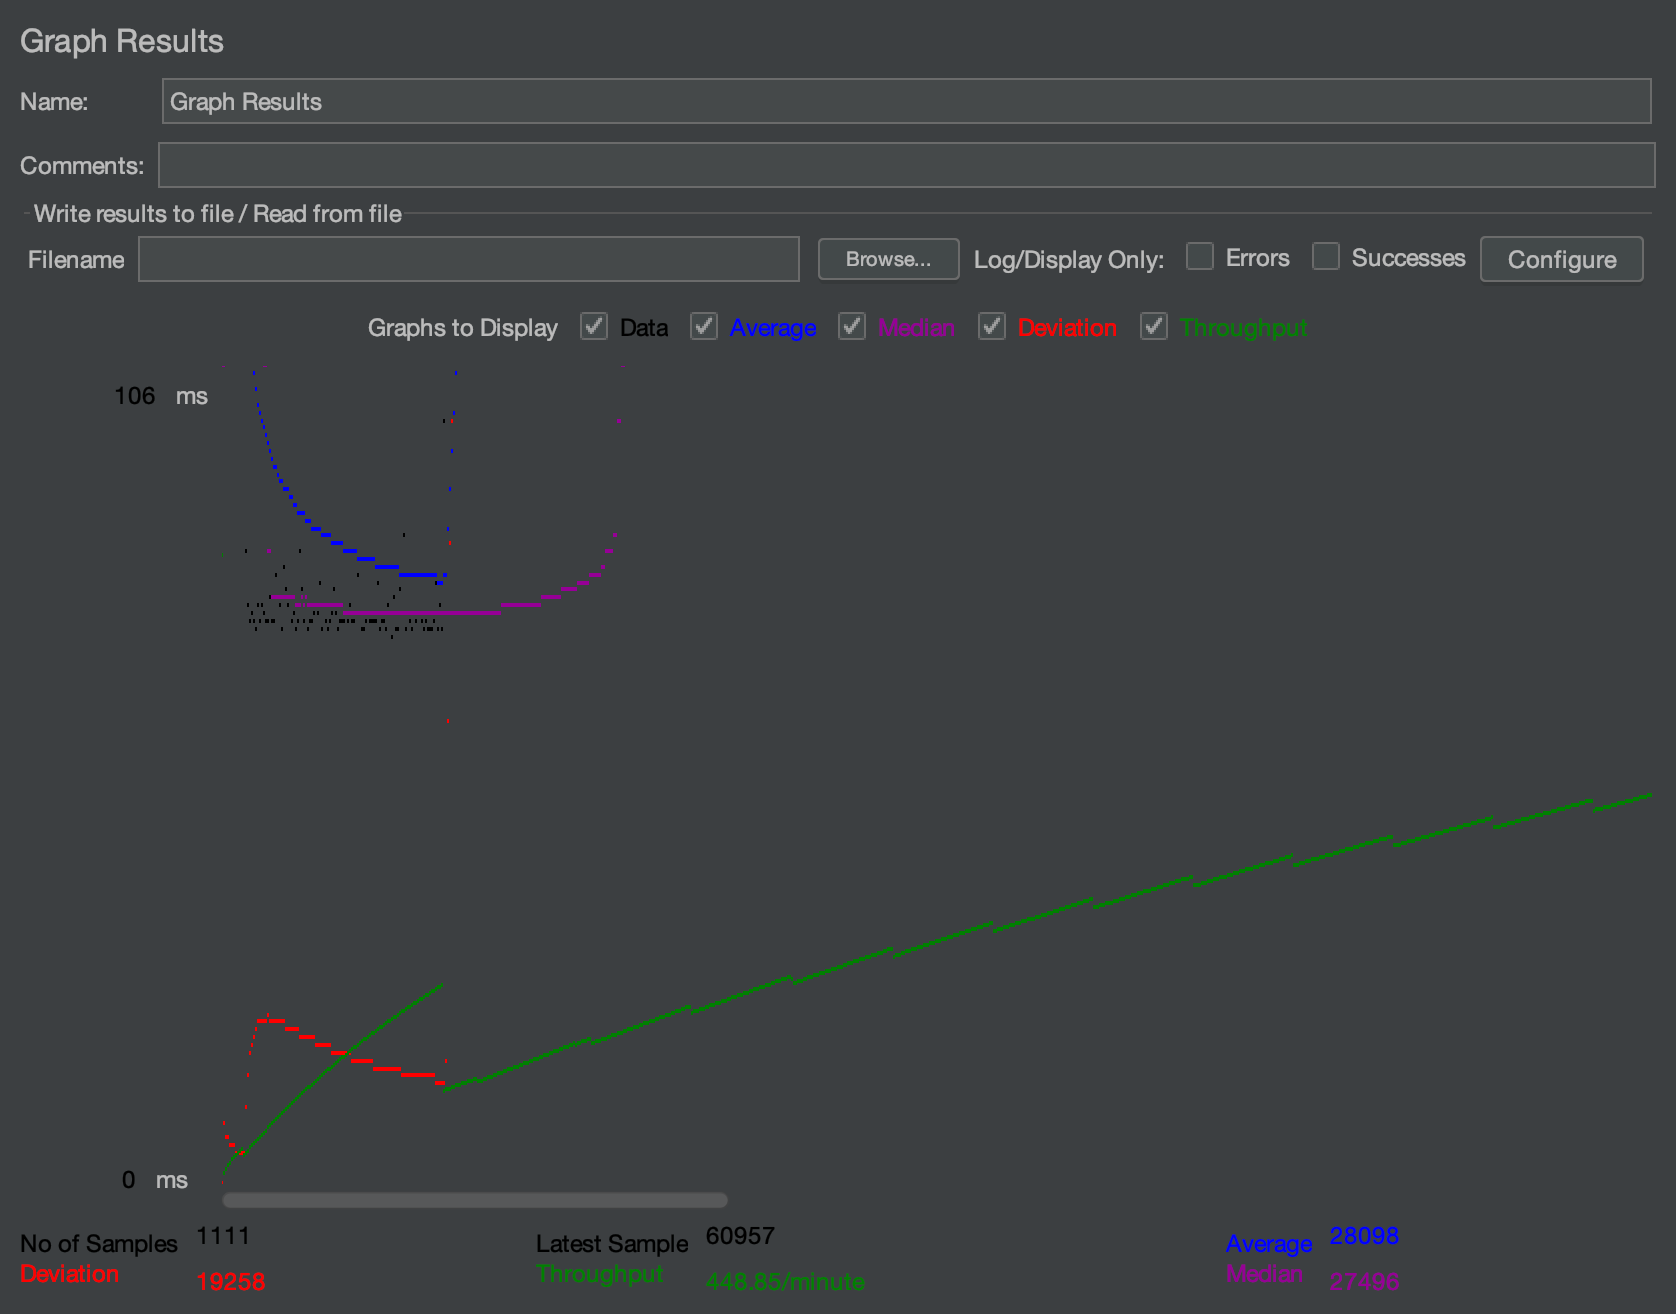 Graph Results
Name: Graph Results
Comments:
Write results to file / Read from file
Filename Browse... Log/Display Only: Errors Successes Configure
Graphs to Display Data Average Median Deviation Throughput
106 ms
0 ms
No of Samples 1111 Latest Sample 60957 Average 28098
Deviation 19258 Throughput 448.85/minute Median 27496